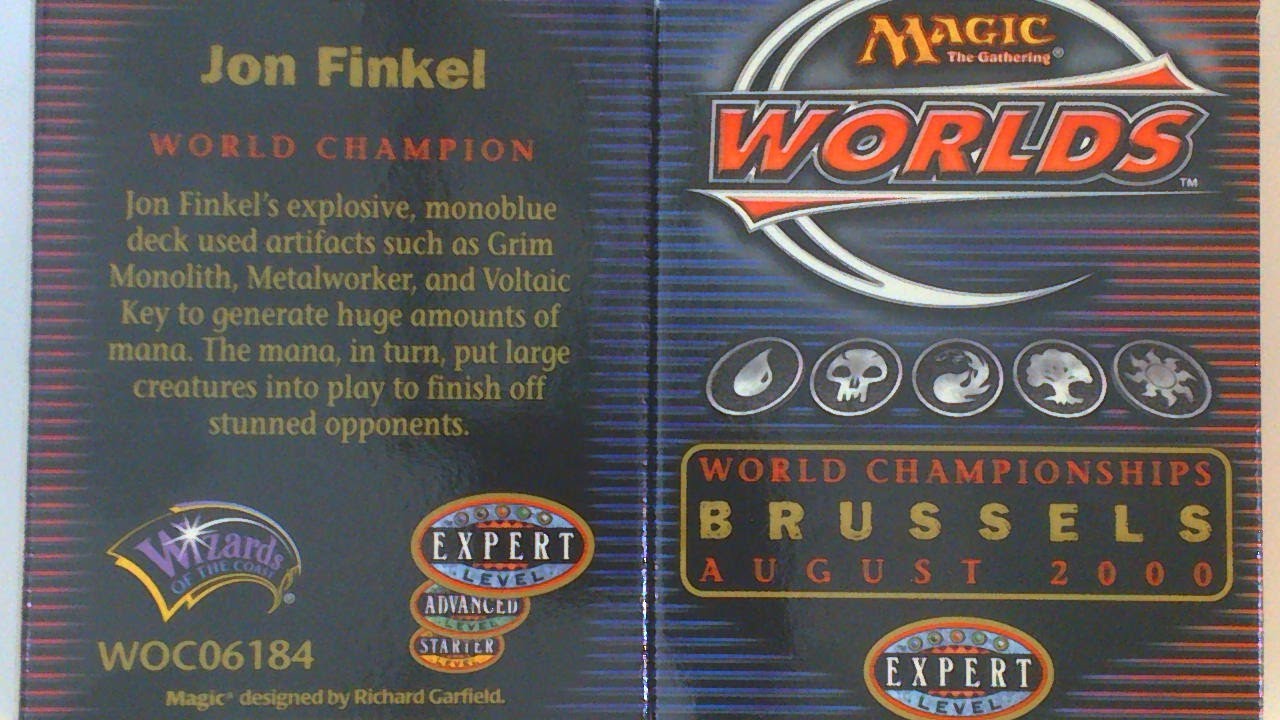 Jon Finkel
WORLD CHAMPION
Jon Finkel's explosive, monoblue
deck used artifacts such as Grim
Monolith, Metalworker, and Voltaic
Key to generate huge amounts of
mana. The mana, in turn, put large
creatures into play to finish off
stunned opponents.
Wizards
OF THE COAST
®
EXPERT
LEVEL
ADVANCED
LEVEL
STARTER
LEVEL
WOC06184
Magic® designed by Richard Garfield.
MAGIC
The Gathering®
WORLDS
™
WORLD CHAMPIONSHIPS
BRUSSELS
AUGUST 2000
EXPERT
LEVEL